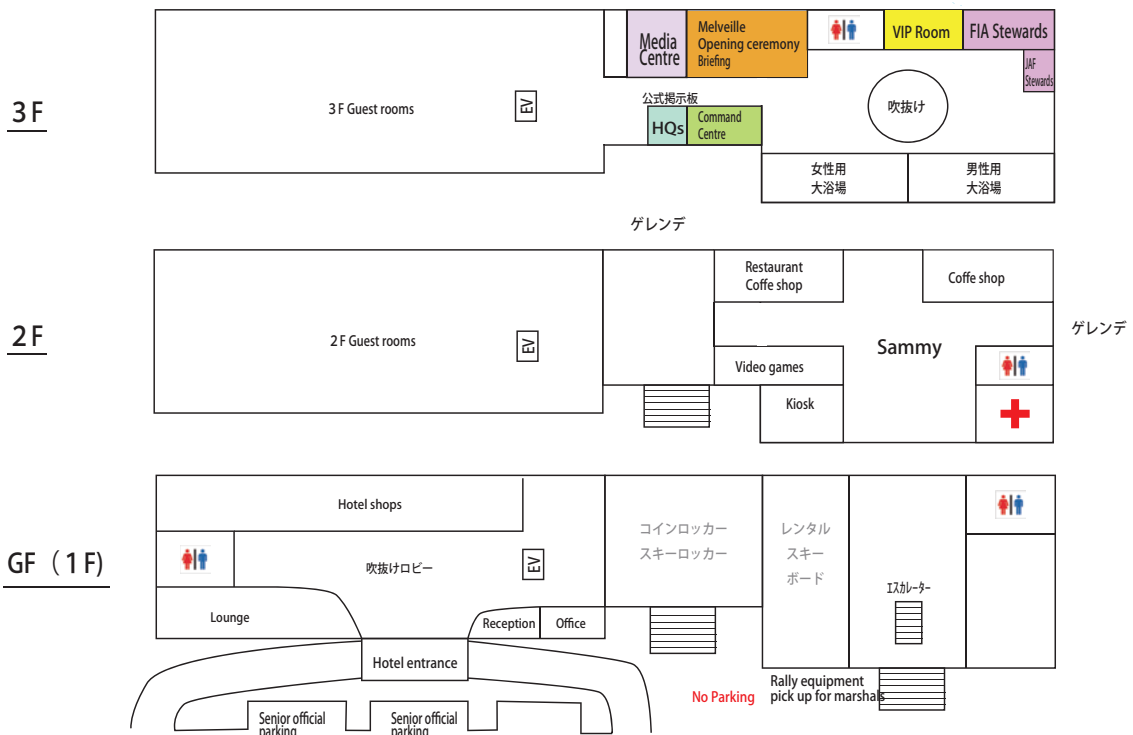 3F
3 F Guest rooms
EV
Media
Centre
Melveille
Opening ceremony
Briefing
VIP Room
FIA Stewards
JAF
Stewards
公式掲示板
HQs
Command
Centre
吹抜け
女性用
大浴場
男性用
大浴場
ゲレンデ
2F
2 F Guest rooms
EV
Restaurant
Coffe shop
Coffe shop
ゲレンデ
Sammy
Video games
Kiosk
GF（1F)
Hotel shops
吹抜けロビー
EV
Lounge
Reception
Office
Hotel entrance
コインロッカー
スキーロッカー
レンタル
スキー
ボード
エスカレーター
No Parking
Rally equipment
pick up for marshals
Senior official
parking
Senior official
parking